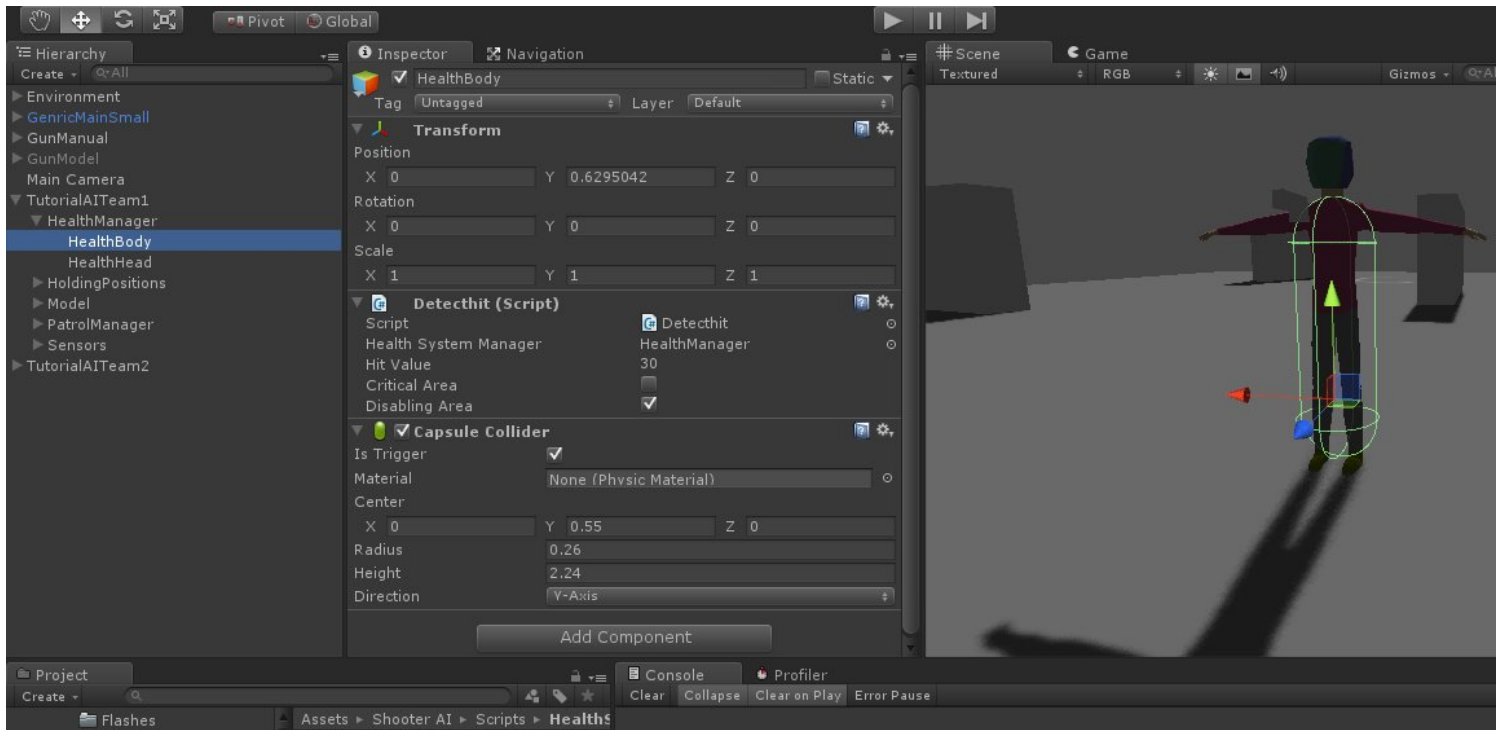 Pivot Global
Hierarchy
Create All
Environment
GenricMainSmall
GunManual
GunModel
Main Camera
TutorialAITeam1
HealthManager
HealthBody
HealthHead
HoldingPositions
Model
PatrolManager
Sensors
TutorialAITeam2
Inspector Navigation
HealthBody Static
Tag Untagged Layer Default
Transform
Position
X 0 Y 0.6295042 Z 0
Rotation
X 0 Y 0 Z 0
Scale
X 1 Y 1 Z 1
Detecthit (Script)
Script Detecthit
Health System Manager HealthManager
Hit Value 30
Critical Area
Disabling Area
Capsule Collider
Is Trigger
Material None (Physic Material)
Center
X 0 Y 0.55 Z 0
Radius 0.26
Height 2.24
Direction Y-Axis
Add Component
Scene Game
Textured RGB Gizmos Al
Project
Create
Flashes
Assets ▸ Shooter AI ▸ Scripts ▸ HealthS
Console Profiler
Clear Collapse Clear on Play Error Pause